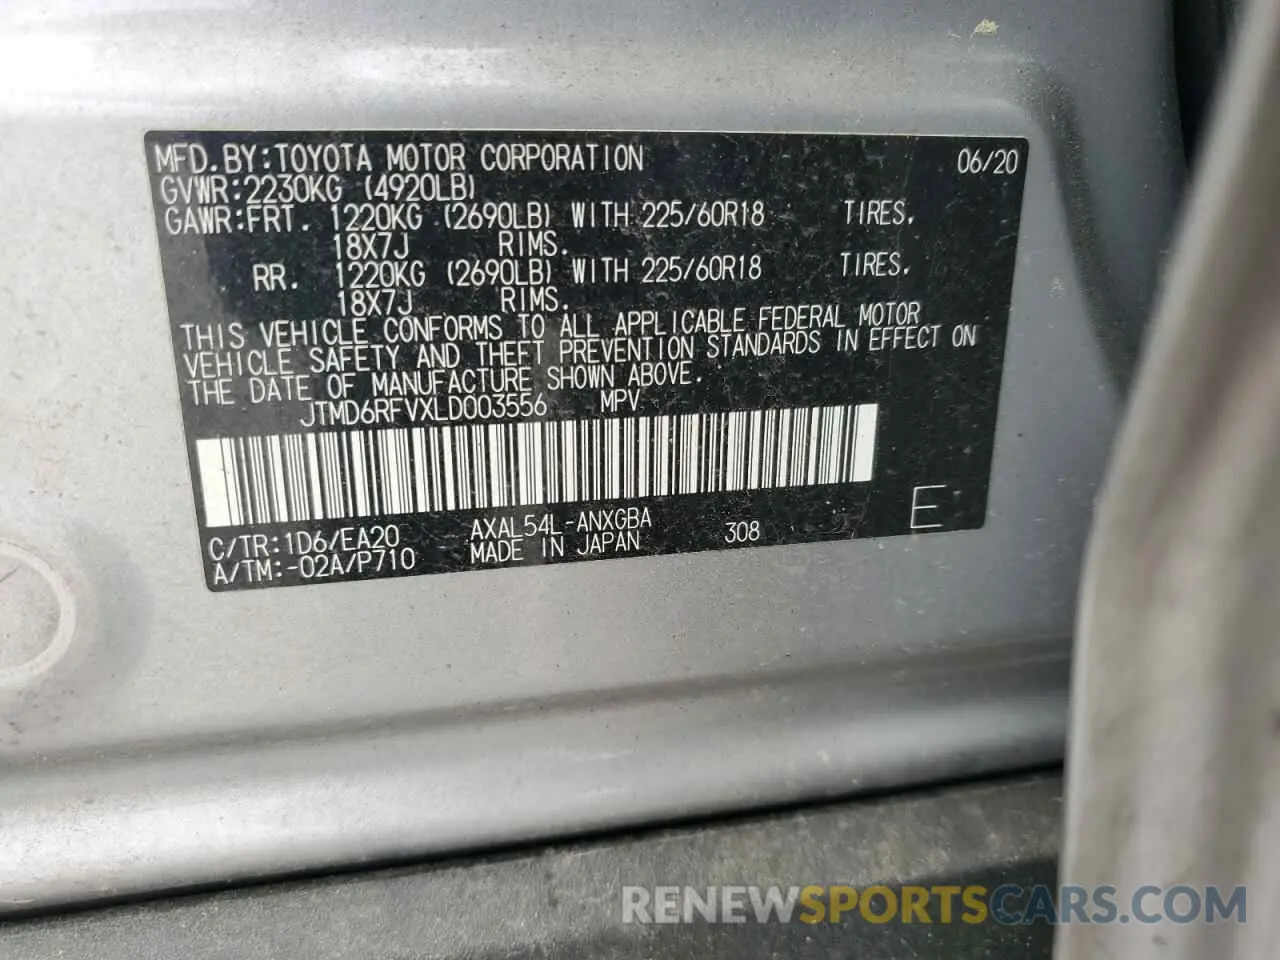 MFD.BY:TOYOTA MOTOR CORPORATION 06/20
GVWR:2230KG (4920LB)
GAWR:FRT. 1220KG (2690LB) WITH 225/60R18 TIRES.
18X7J RIMS.
RR. 1220KG (2690LB) WITH 225/60R18 TIRES.
18X7J RIMS.
THIS VEHICLE CONFORMS TO ALL APPLICABLE FEDERAL MOTOR
VEHICLE SAFETY AND THEFT PREVENTION STANDARDS IN EFFECT ON
THE DATE OF MANUFACTURE SHOWN ABOVE.
JTMD6RFVXLD003556 MPV
C/TR:1D6/EA20 AXAL54L-ANXGBA 308 E
A/TM:-02A/P710 MADE IN JAPAN
RENEWSPORTSCARS.COM